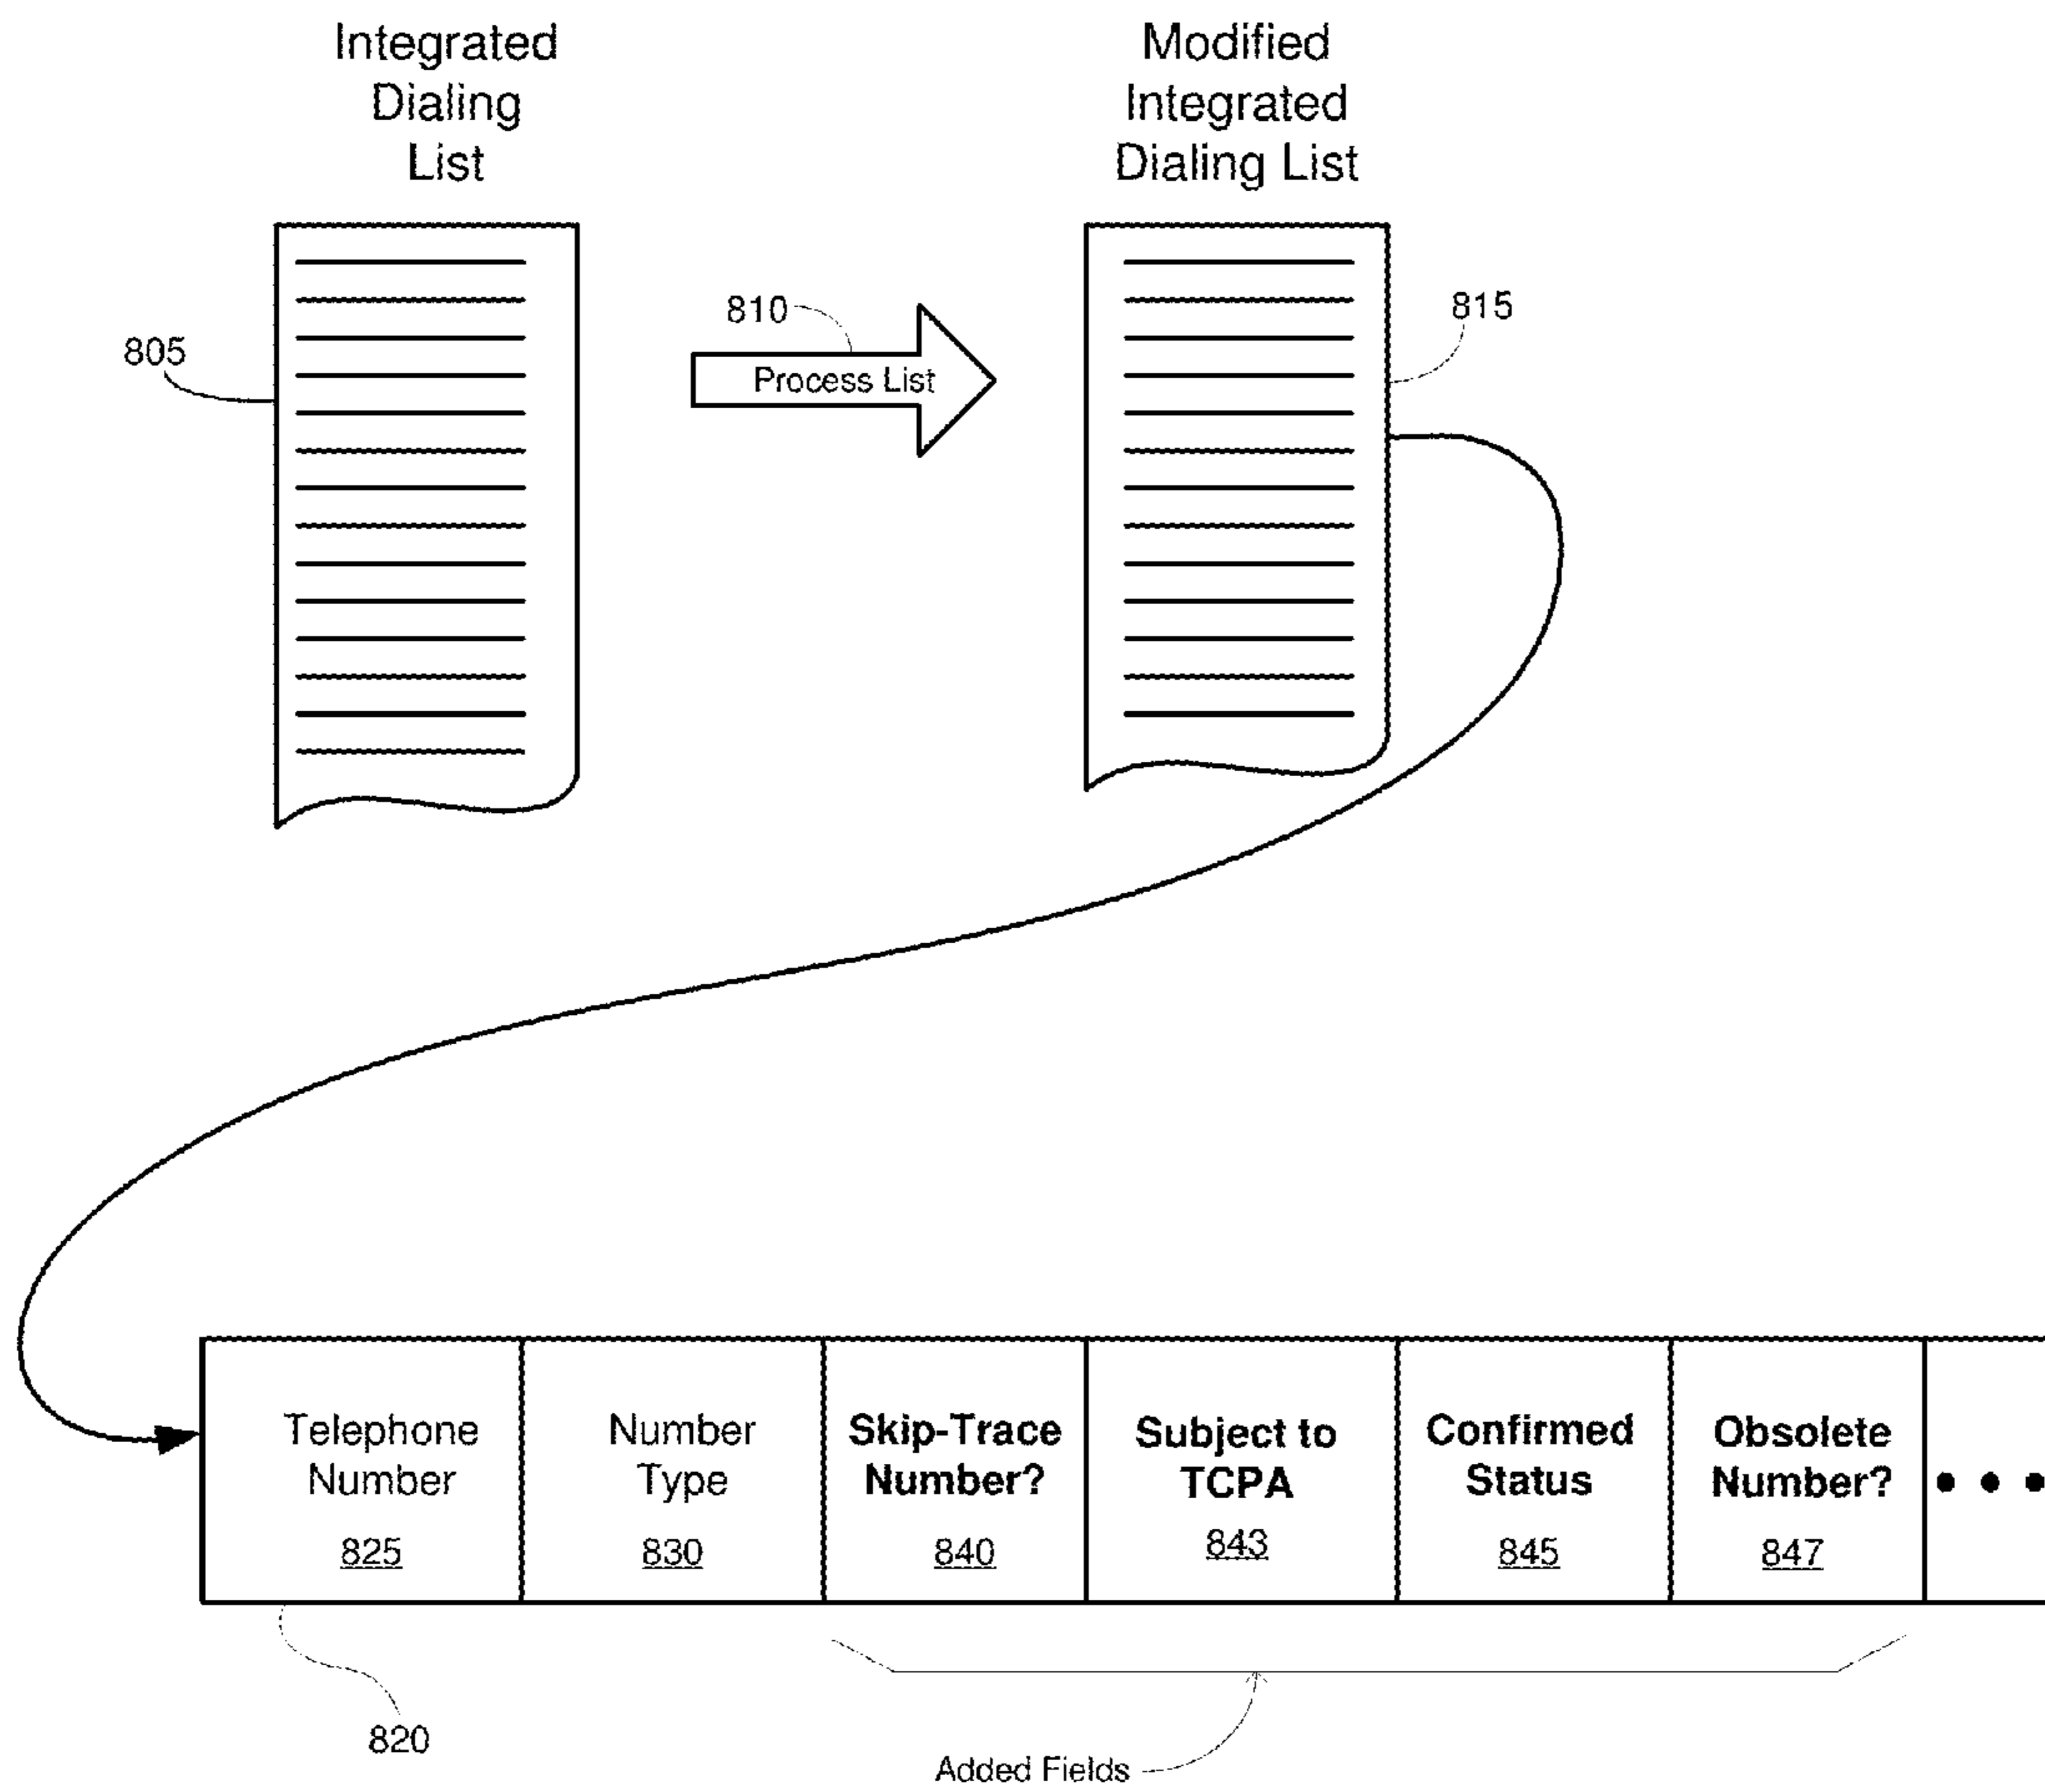 Integrated
Dialing
List
Modified
Integrated
Dialing List
805
810
Process List
815
Telephone
Number
825
Number
Type
830
Skip-Trace
Number?
840
Subject to
TCPA
843
Confirmed
Status
845
Obsolete
Number?
847
820
Added Fields